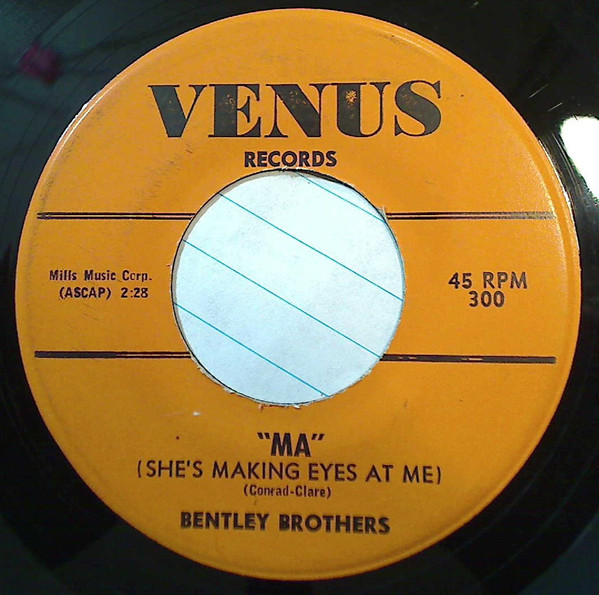 VENUS
RECORDS
Mills Music Corp.
(ASCAP) 2:28
45 RPM
300
"MA"
(SHE'S MAKING EYES AT ME)
(Conrad-Clare)
BENTLEY BROTHERS